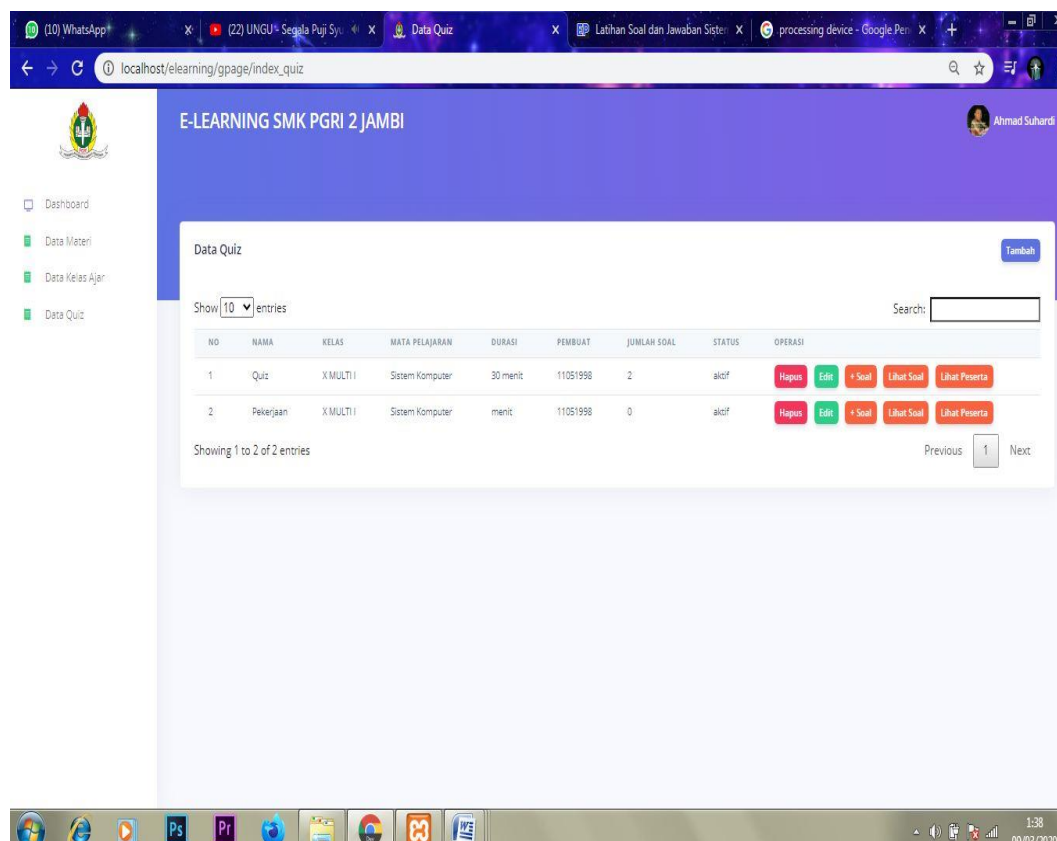 (10) WhatsApp (22) UNGU - Segala Puji Syu Data Quiz Latihan Soal dan Jawaban Sister processing device - Google Pen
localhost/elearning/gpage/index_quiz
E-LEARNING SMK PGRI 2 JAMBI
Ahmad Suhardi
Dashboard
Data Materi
Data Kelas Ajar
Data Quiz
Data Quiz
Tambah
Show 10 entries
Search:
NO NAMA KELAS MATA PELAJARAN DURASI PEMBUAT JUMLAH SOAL STATUS OPERASI
1 Quiz X MULTI I Sistem Komputer 30 menit 11051998 2 aktif Hapus Edit + Soal Lihat Soal Lihat Peserta
2 Pekerjaan X MULTI I Sistem Komputer menit 11051998 0 aktif Hapus Edit + Soal Lihat Soal Lihat Peserta
Showing 1 to 2 of 2 entries
Previous 1 Next
Ps Pr
1:38